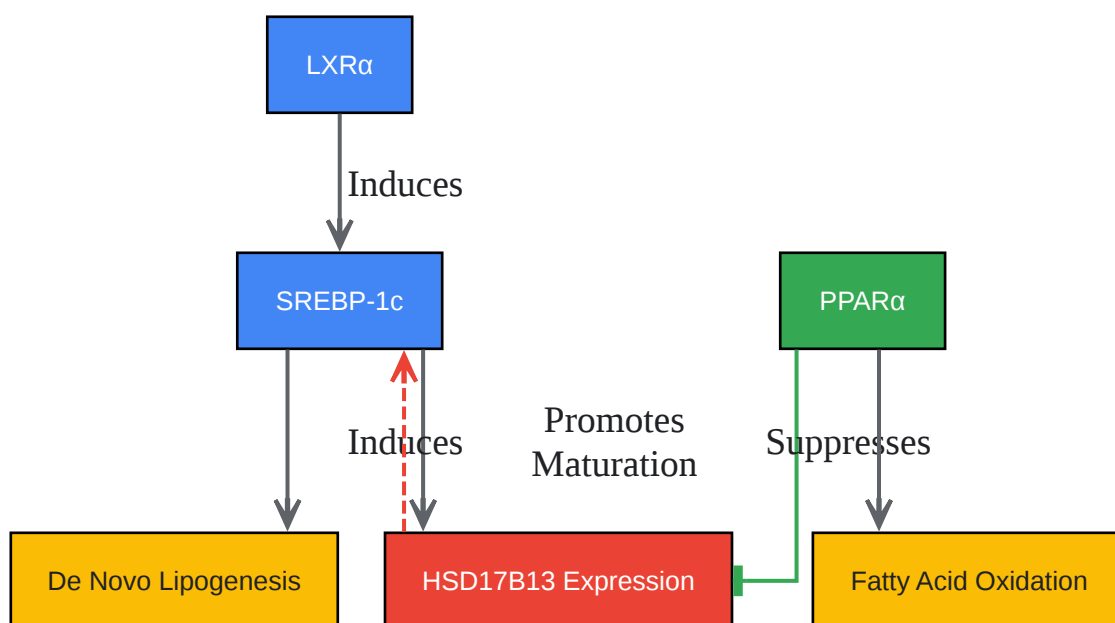 LXRα
Induces
SREBP-1c
PPARα
Induces
Promotes
Maturation
Suppresses
De Novo Lipogenesis
HSD17B13 Expression
Fatty Acid Oxidation